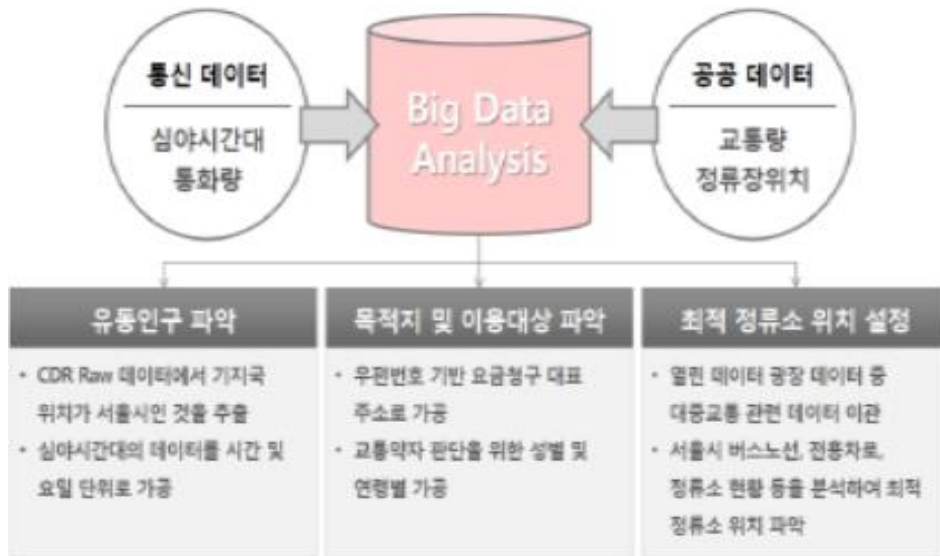 통신 데이터
심야시간대
통화량
Big Data
Analysis
공공 데이터
교통량
정류장위치
유동인구 파악
• CDR Raw 데이터에서 기지국
위치가 서울시인 것을 추출
• 심야시간대의 데이터를 시간 및
요일 단위로 가공
목적지 및 이용대상 파악
• 우편번호 기반 요금청구 대표
주소로 가공
• 교통약자 판단을 위한 성별 및
연령별 가공
최적 정류소 위치 설정
• 열린 데이터 광장 데이터 중
대중교통 관련 데이터 이관
• 서울시 버스노선, 전용차로,
정류소 현황 등을 분석하여 최적
정류소 위치 파악